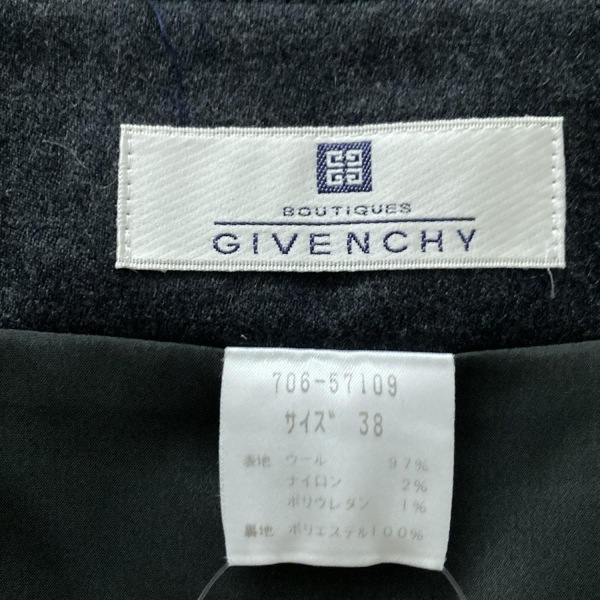 BOUTIQUES
GIVENCHY
706-57109
サイズ 38
表地 ウール 97%
ナイロン 2%
ポリウレタン 1%
裏地 ポリエステル100%